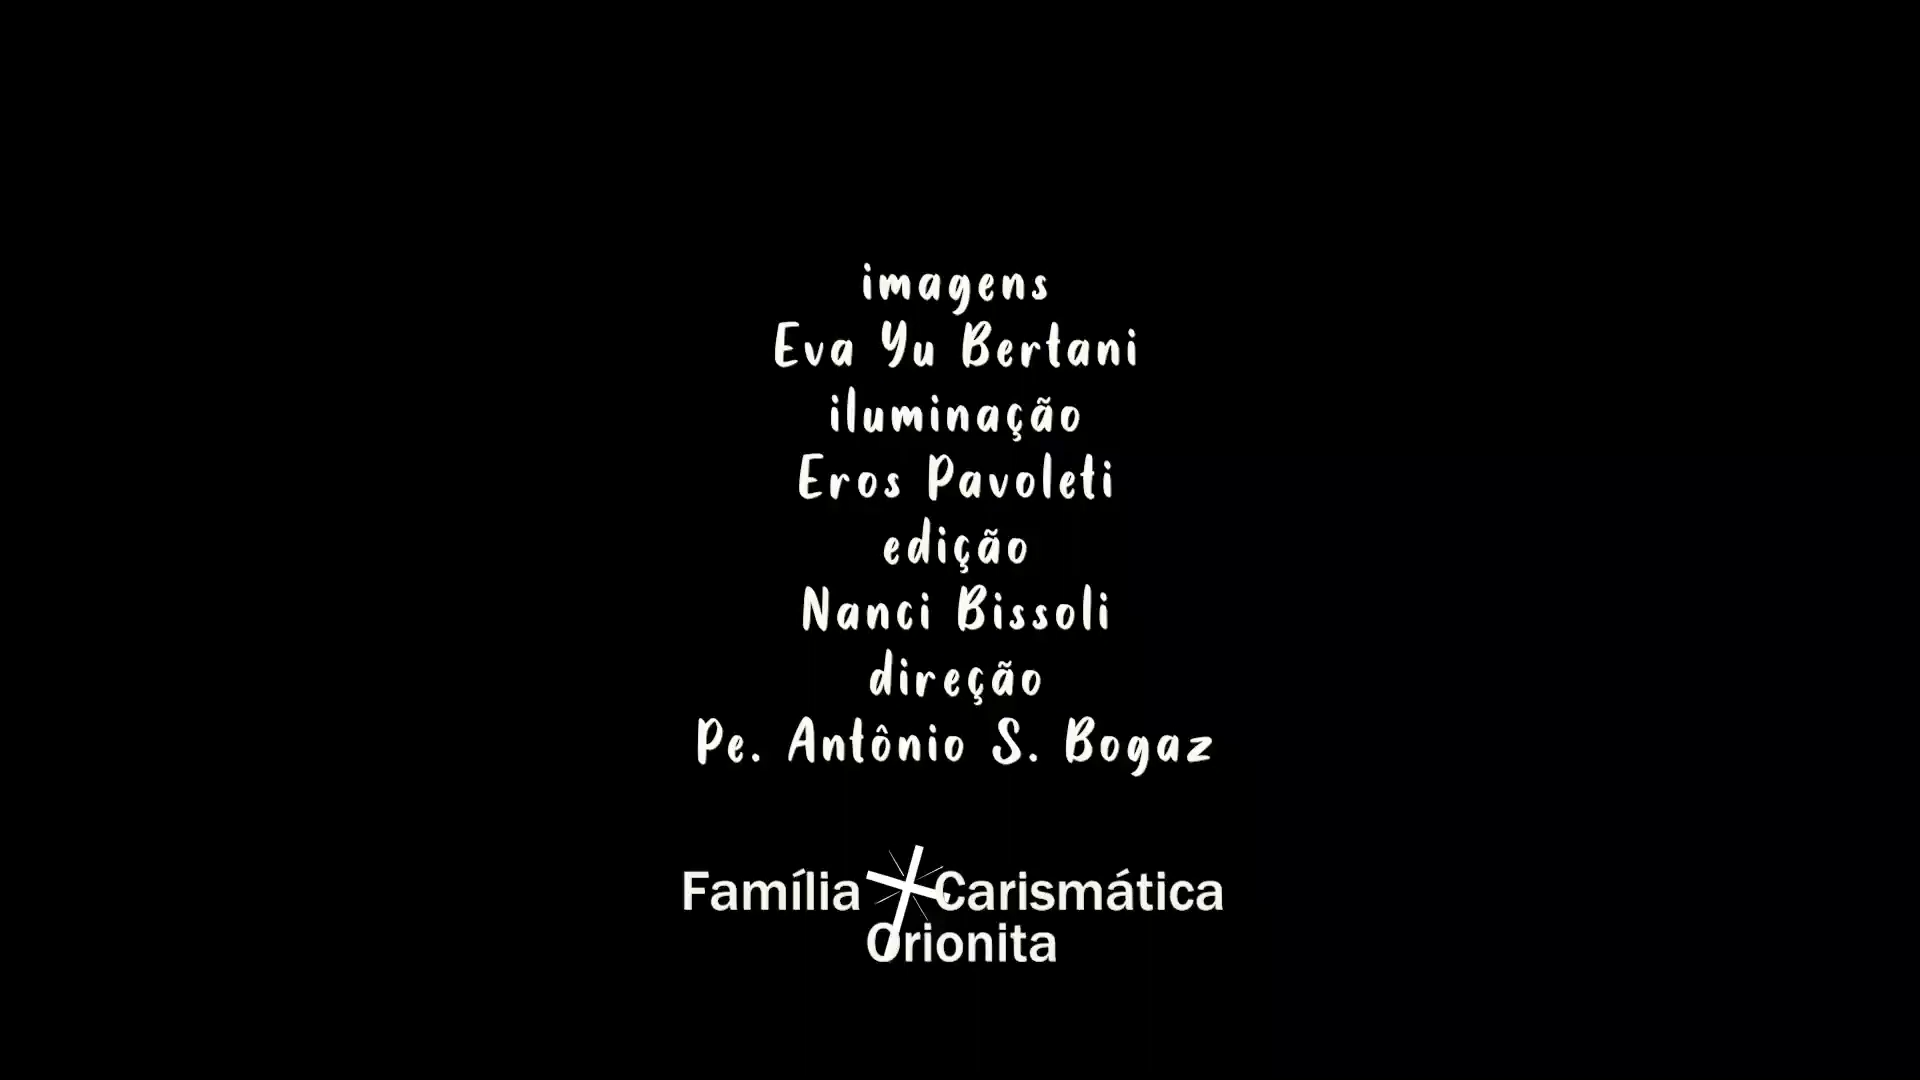 imagens
Eva Yu Bertani
iluminação
Eros Pavoleti
edição
Nanci Bissoli
direção
Pe. Antônio S. Bogaz
Família Carismática
Orionita